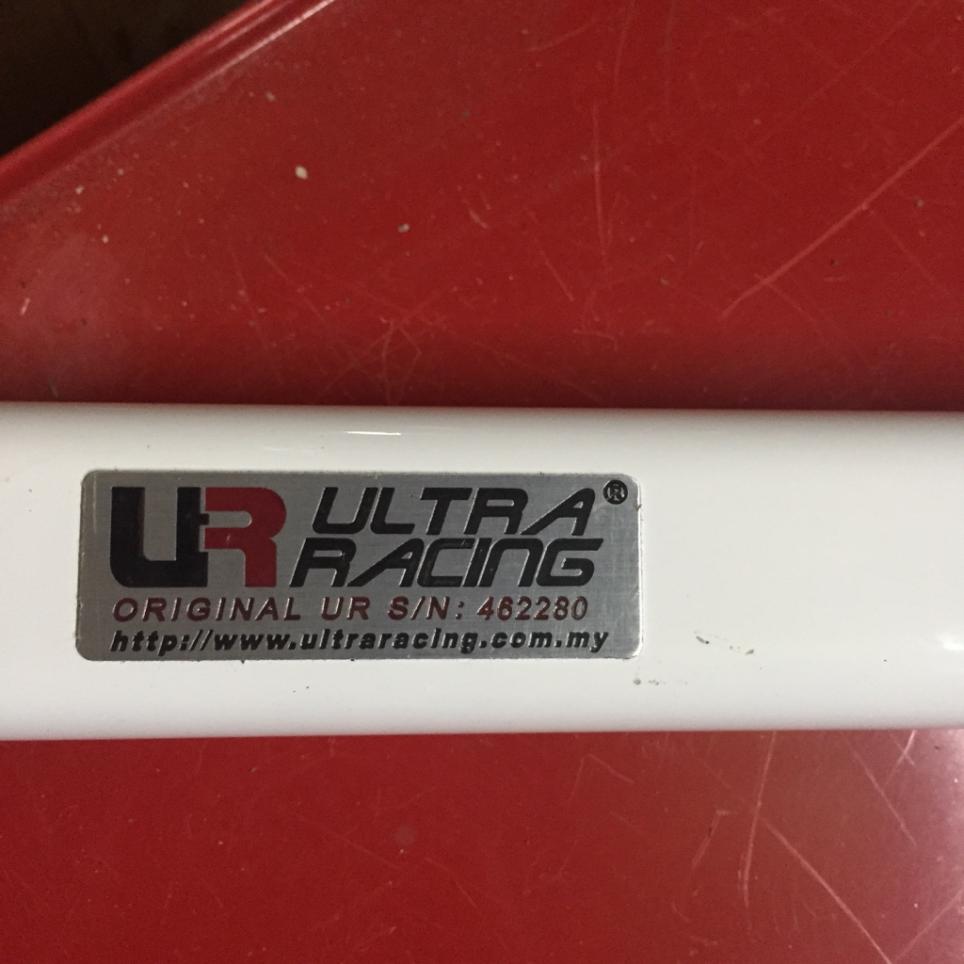 UR ULTRA®
RACING
ORIGINAL UR S/N: 462280
http://www.ultraracing.com.my